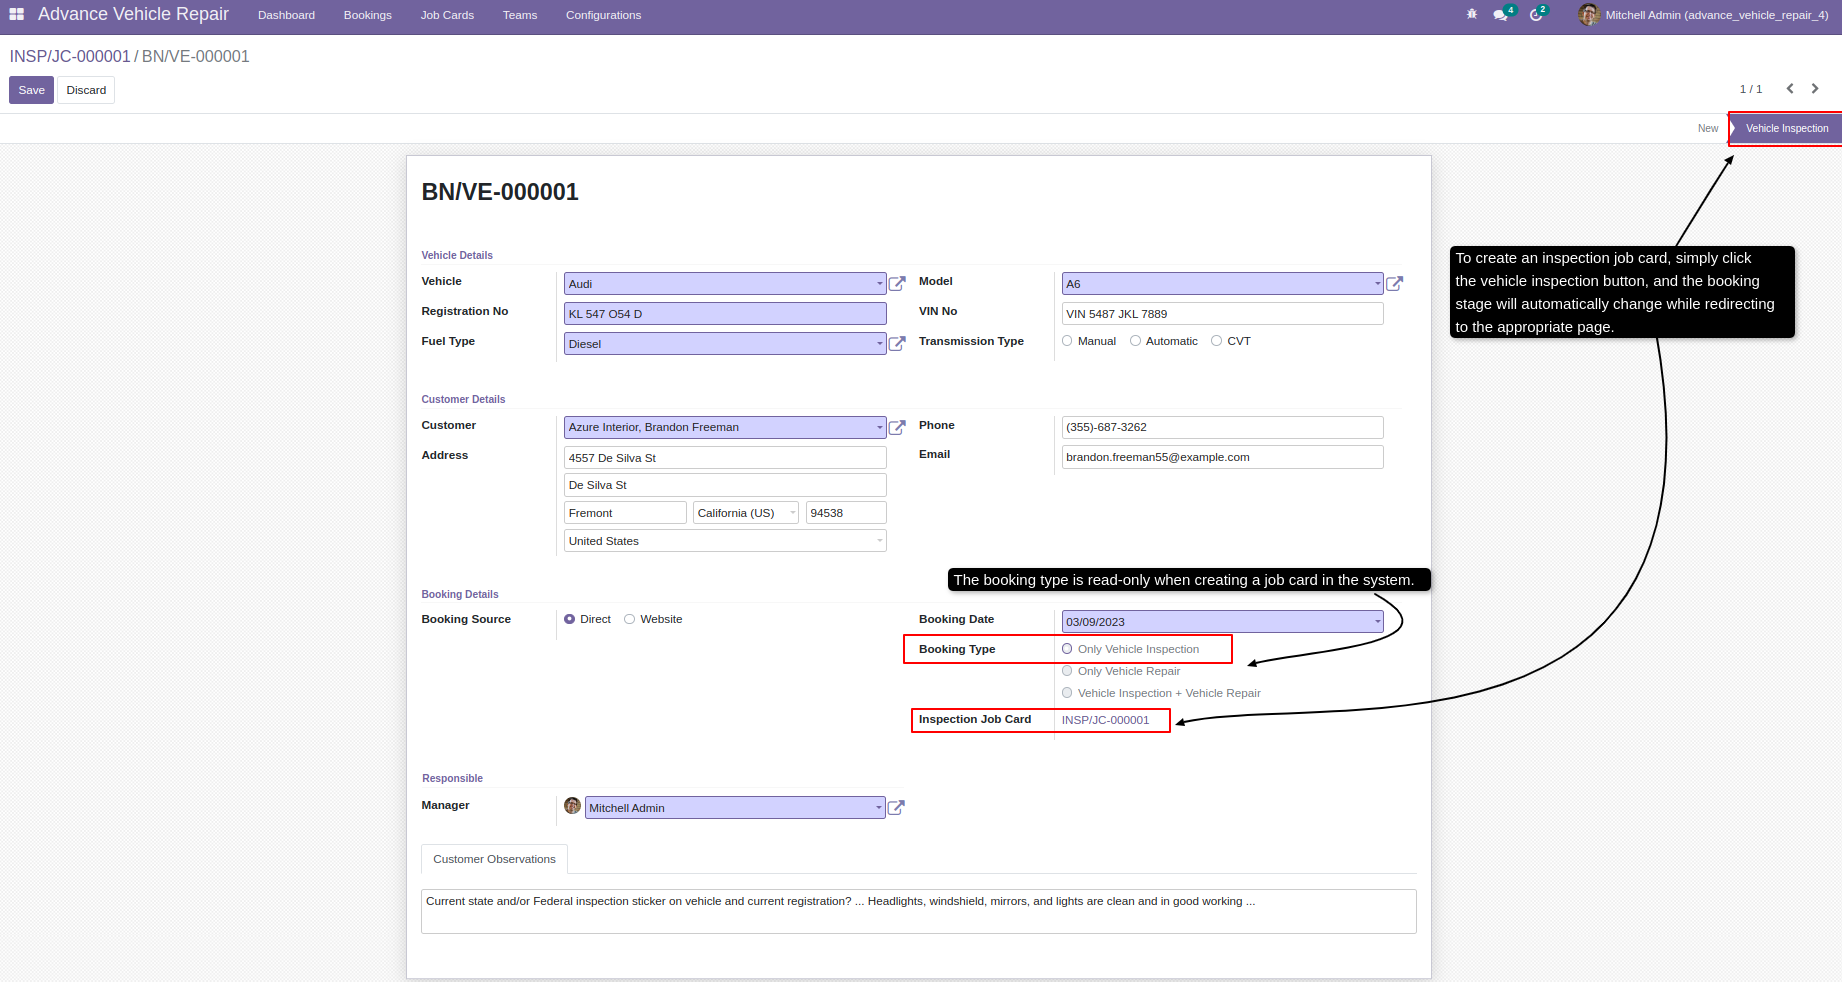 Advance Vehicle Repair Dashboard Bookings Job Cards Teams Configurations 4 2 Mitchell Admin (advance_vehicle_repair_4)
INSP/JC-000001 / BN/VE-000001
Save Discard 1 / 1
New Vehicle Inspection
BN/VE-000001
To create an inspection job card, simply click
the vehicle inspection button, and the booking
stage will automatically change while redirecting
to the appropriate page.
Vehicle Details
Vehicle Audi Model A6
Registration No KL 547 O54 D VIN No VIN 5487 JKL 7889
Fuel Type Diesel Transmission Type Manual Automatic CVT
Customer Details
Customer Azure Interior, Brandon Freeman Phone (355)-687-3262
Address 4557 De Silva St Email brandon.freeman55@example.com
De Silva St
Fremont California (US) 94538
United States
The booking type is read-only when creating a job card in the system.
Booking Details
Booking Source Direct Website Booking Date 03/09/2023
Booking Type Only Vehicle Inspection
Only Vehicle Repair
Vehicle Inspection + Vehicle Repair
Inspection Job Card INSP/JC-000001
Responsible
Manager Mitchell Admin
Customer Observations
Current state and/or Federal inspection sticker on vehicle and current registration? ... Headlights, windshield, mirrors, and lights are clean and in good working ...